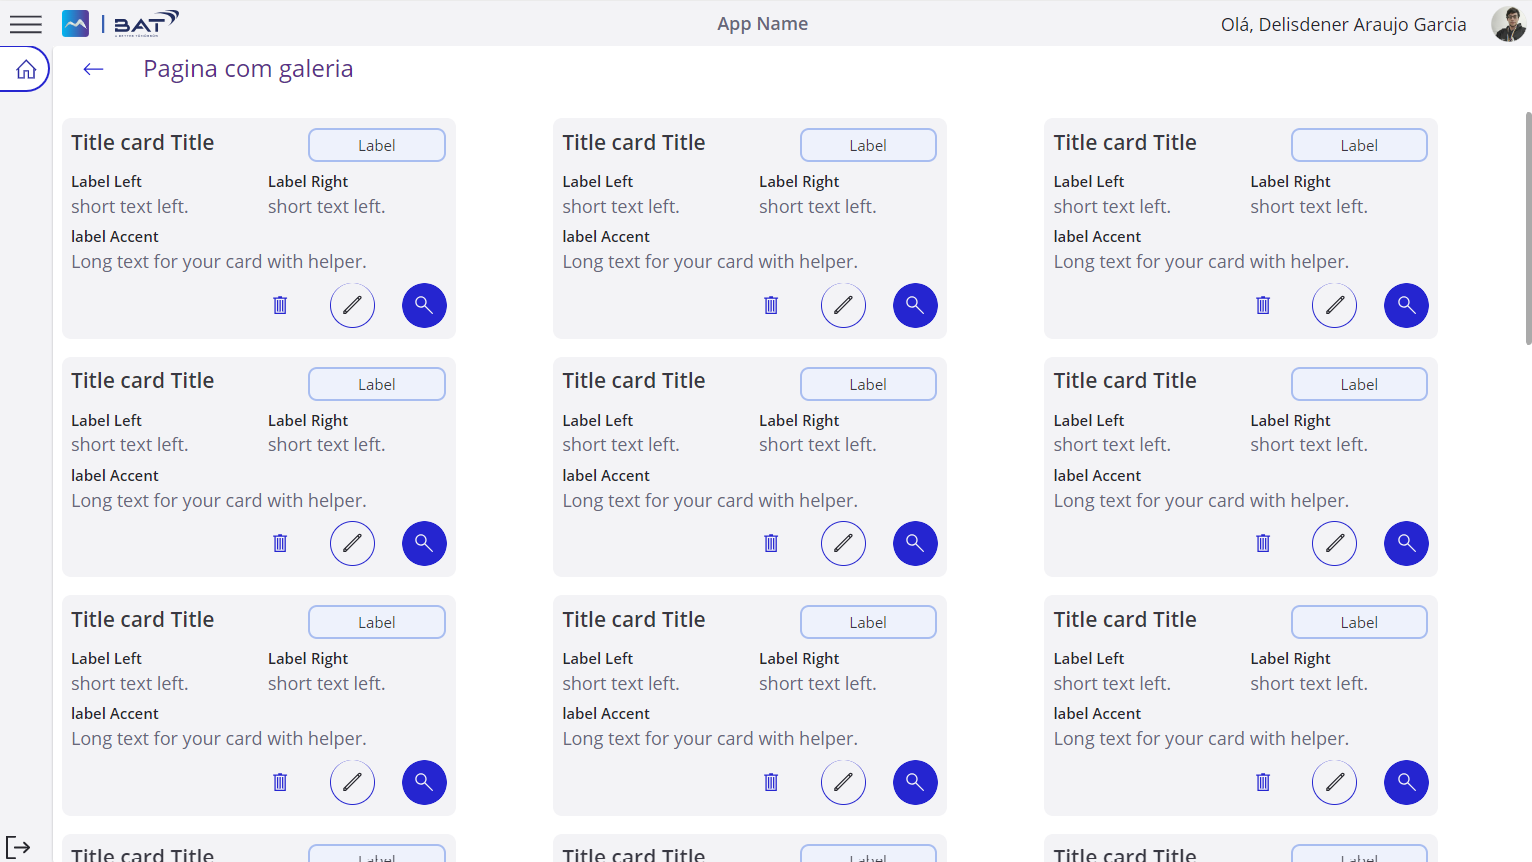 BAT
App Name
Olá, Delisdener Araujo Garcia
Pagina com galeria
Title card Title
Label
Label Left
Label Right
short text left.
short text left.
label Accent
Long text for your card with helper.
Title card Title
Label
Label Left
Label Right
short text left.
short text left.
label Accent
Long text for your card with helper.
Title card Title
Label
Label Left
Label Right
short text left.
short text left.
label Accent
Long text for your card with helper.
Title card Title
Label
Label Left
Label Right
short text left.
short text left.
label Accent
Long text for your card with helper.
Title card Title
Label
Label Left
Label Right
short text left.
short text left.
label Accent
Long text for your card with helper.
Title card Title
Label
Label Left
Label Right
short text left.
short text left.
label Accent
Long text for your card with helper.
Title card Title
Label
Label Left
Label Right
short text left.
short text left.
label Accent
Long text for your card with helper.
Title card Title
Label
Label Left
Label Right
short text left.
short text left.
label Accent
Long text for your card with helper.
Title card Title
Label
Label Left
Label Right
short text left.
short text left.
label Accent
Long text for your card with helper.
Title card Title
Label
Title card Title
Label
Title card Title
Label